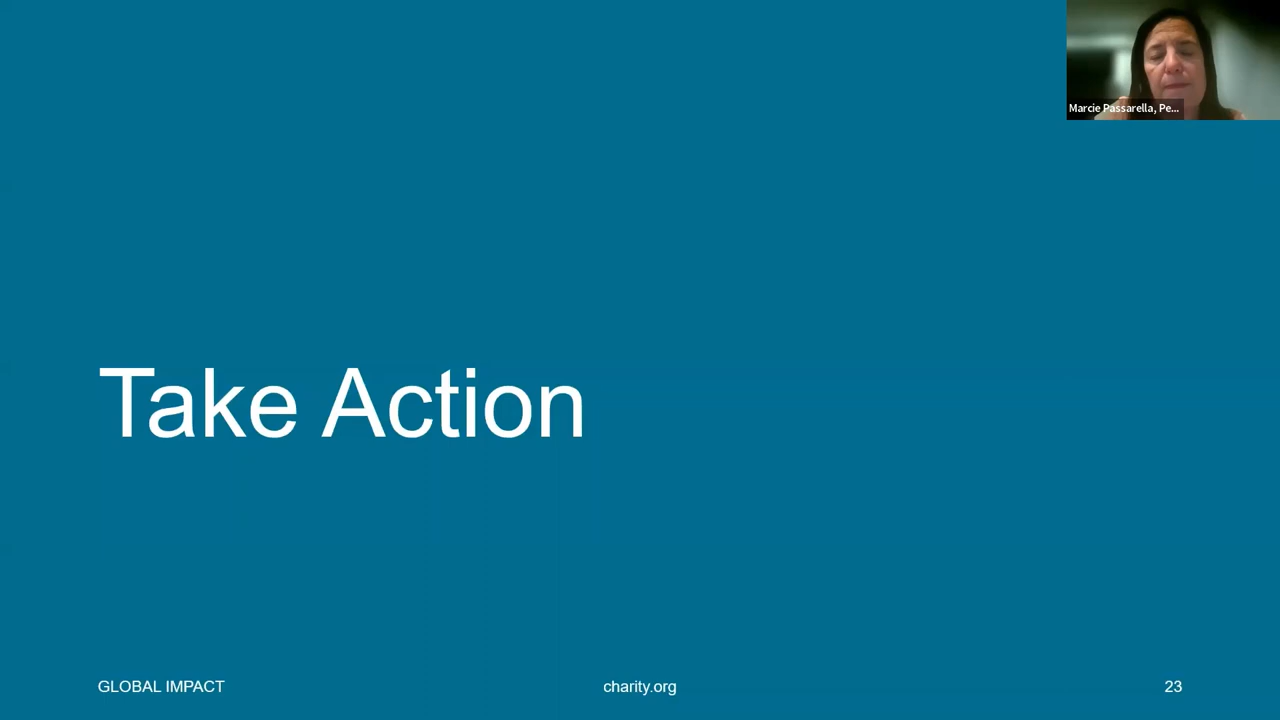 Marcie Passarella, Pe...
Take Action
GLOBAL IMPACT
charity.org
23